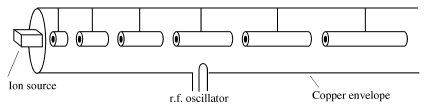 Ion source
r.f. oscillator
Copper envelope